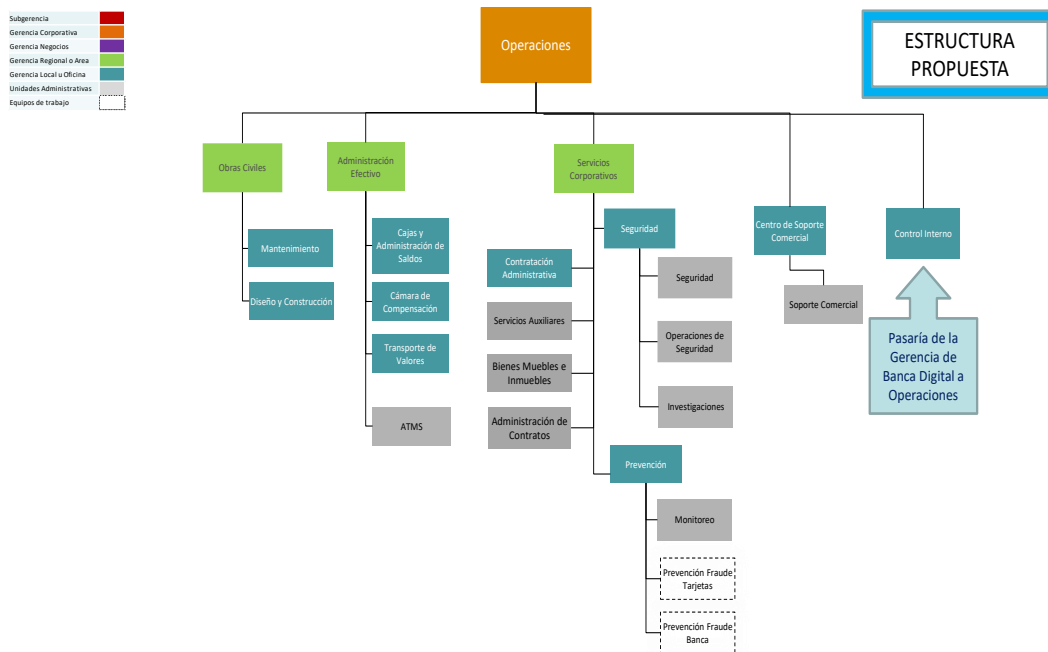 Subgerencia
Gerencia Corporativa
Gerencia Negocios
Gerencia Regional o Area
Gerencia Local u Oficina
Unidades Administrativas
Equipos de trabajo
Operaciones
ESTRUCTURA
PROPUESTA
Obras Civiles
Administración
Efectivo
Servicios
Corporativos
Mantenimiento
Diseño y Construcción
Cajas y
Administración de
Saldos
Cámara de
Compensación
Transporte de
Valores
ATMS
Contratación
Administrativa
Servicios Auxiliares
Bienes Muebles e
Inmuebles
Administración de
Contratos
Seguridad
Seguridad
Operaciones de
Seguridad
Investigaciones
Prevención
Monitoreo
Prevención Fraude
Tarjetas
Prevención Fraude
Banca
Centro de Soporte
Comercial
Soporte Comercial
Control Interno
Pasaría de la
Gerencia de
Banca Digital a
Operaciones